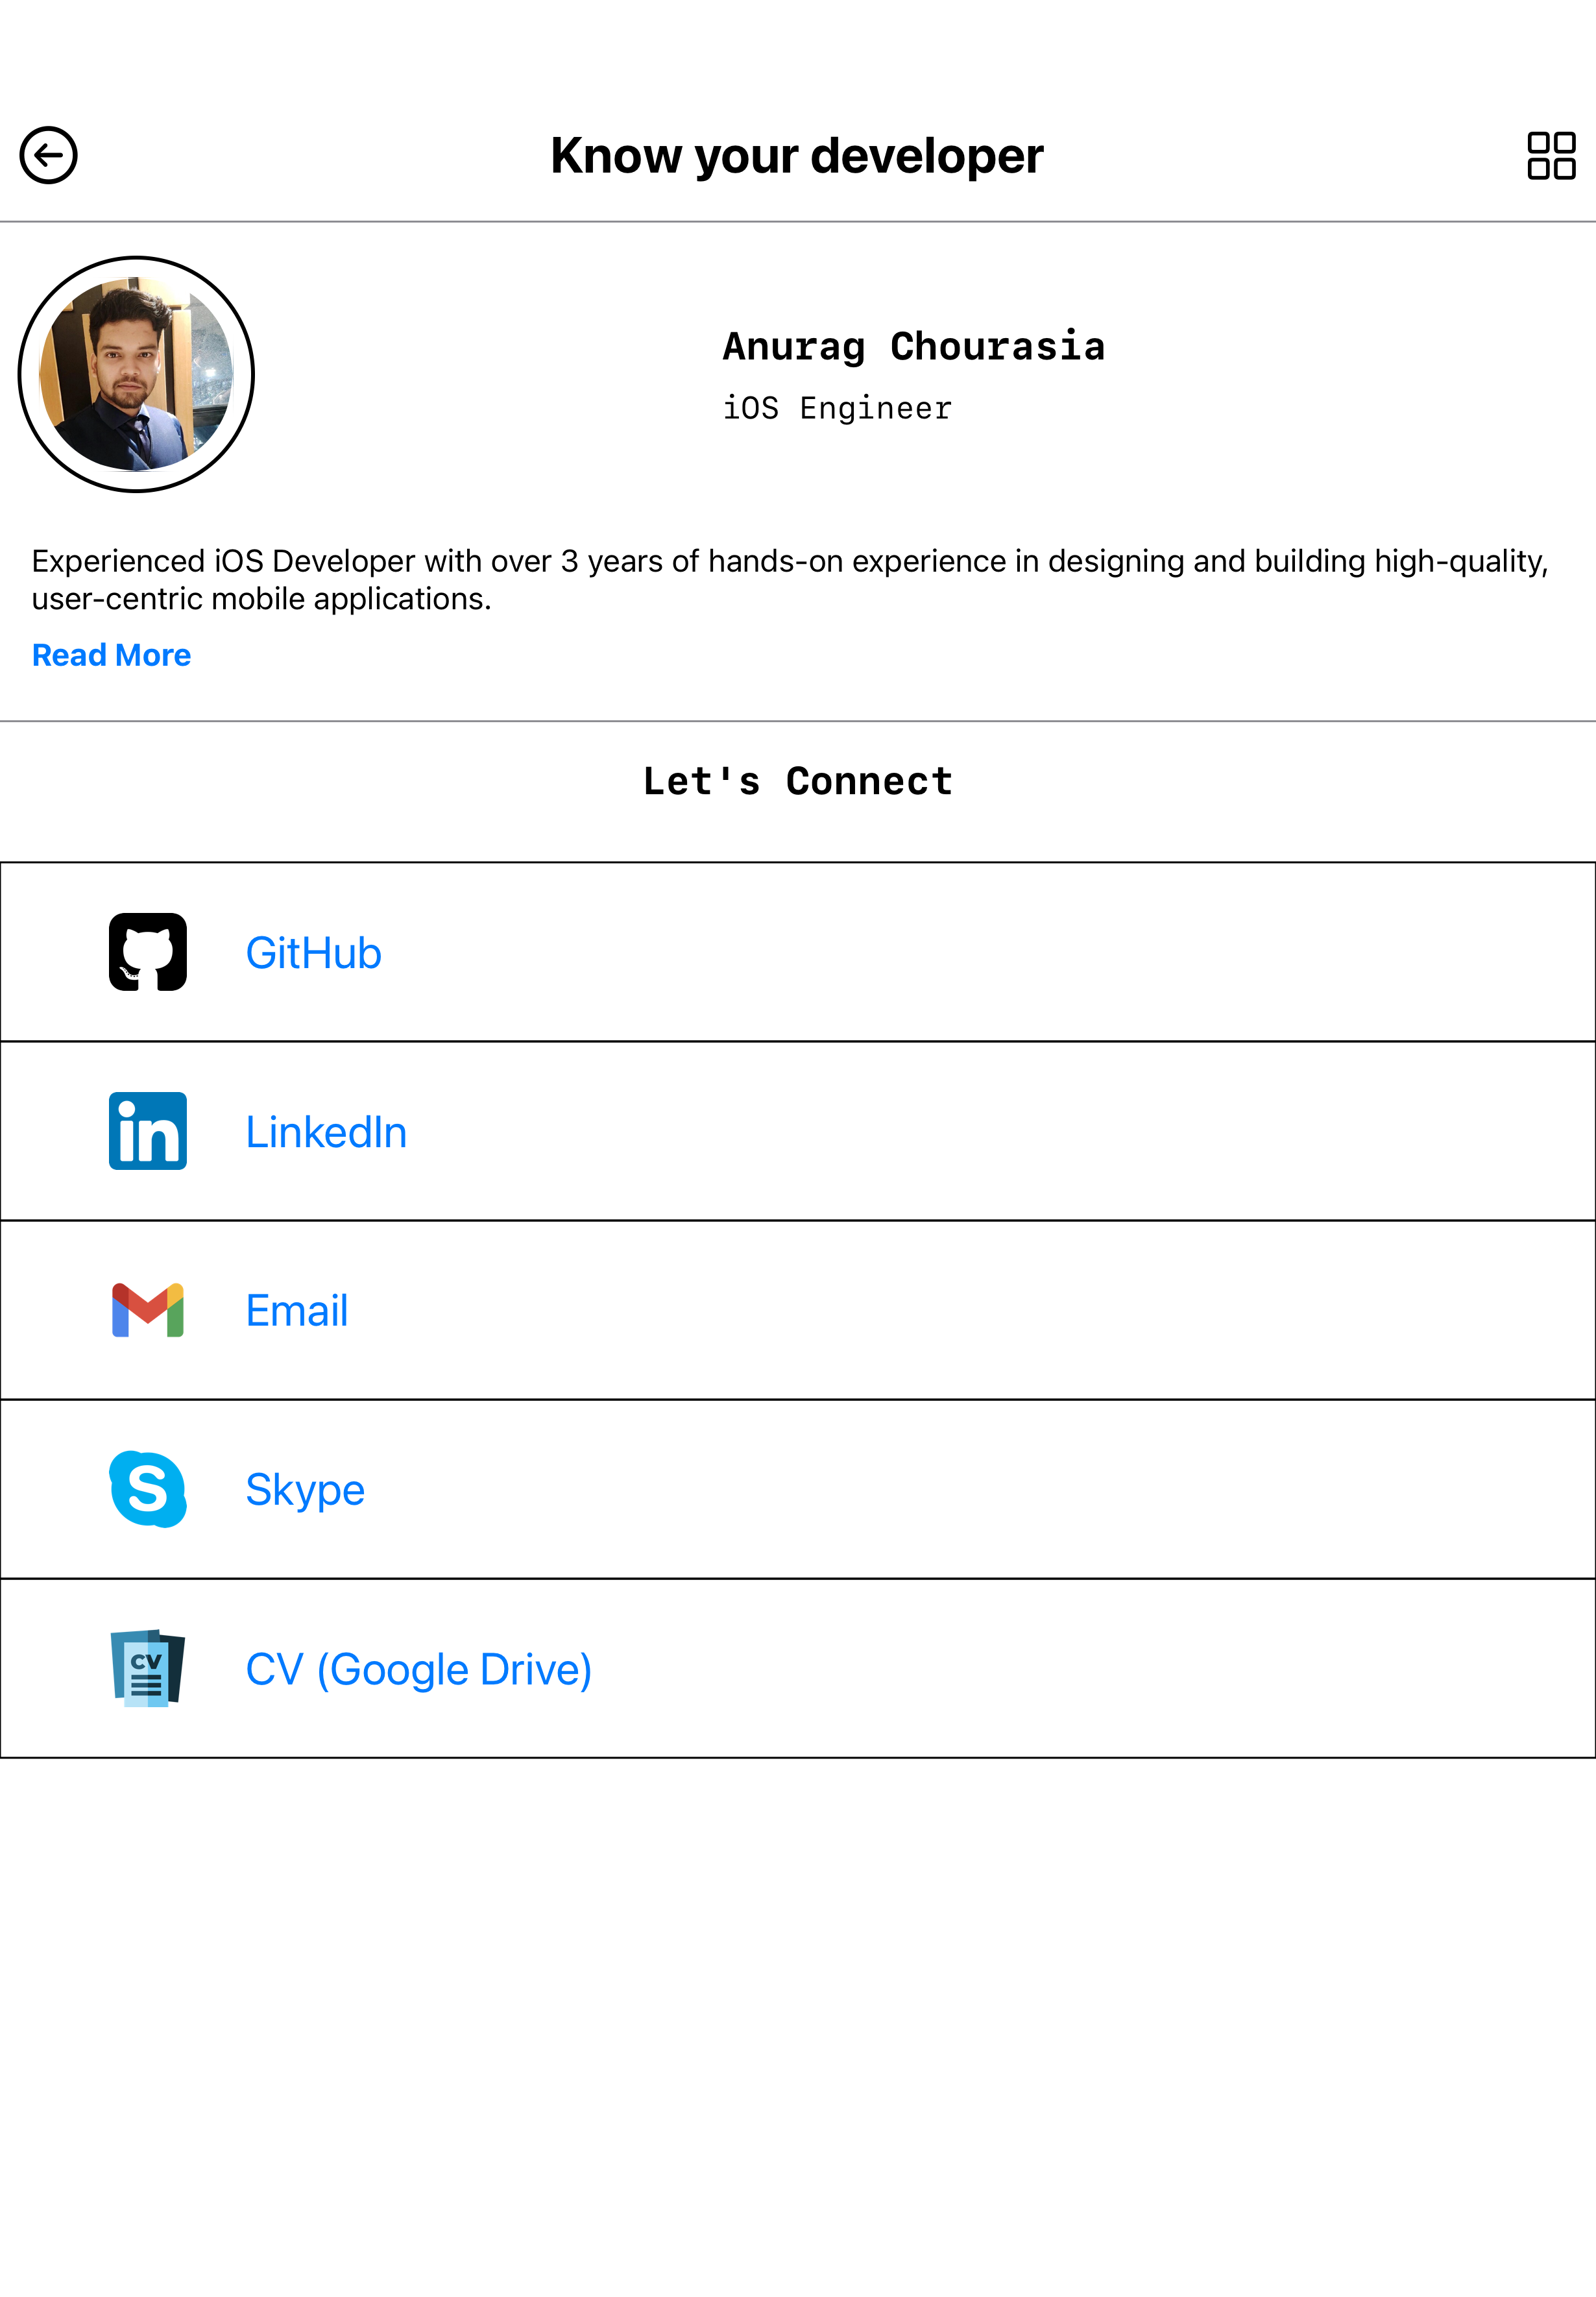 Know your developer
Anurag Chourasia
iOS Engineer
Experienced iOS Developer with over 3 years of hands-on experience in designing and building high-quality,
user-centric mobile applications.
Read More
Let's Connect
GitHub
in
LinkedIn
Email
S
Skype
CV
CV (Google Drive)